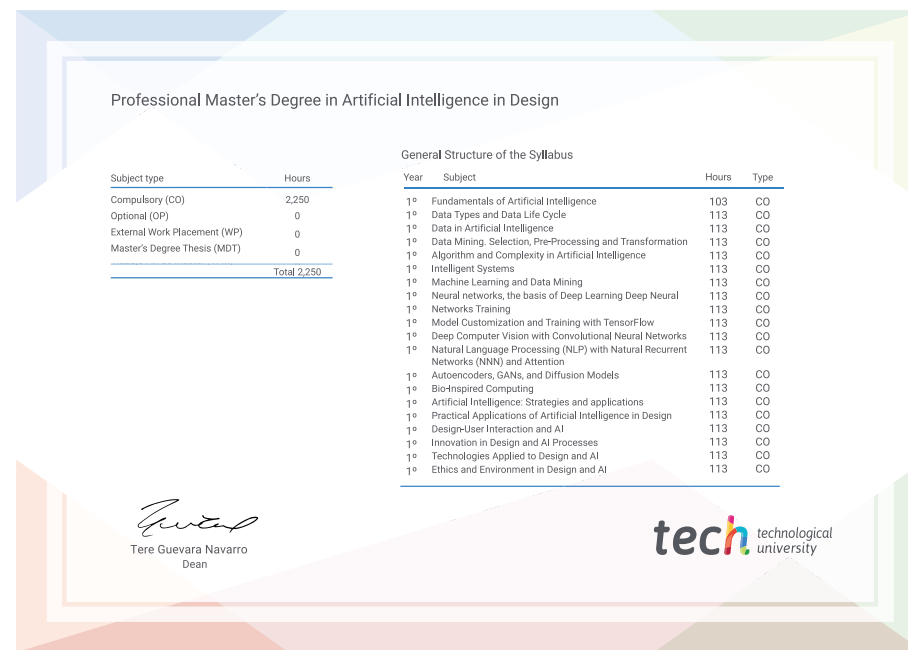 Professional Master's Degree in Artificial Intelligence in Design
Subject type Hours
Compulsory (CO) 2,250
Optional (OP) 0
External Work Placement (WP) 0
Master's Degree Thesis (MDT) 0
Total 2,250
General Structure of the Syllabus
Year Subject Hours Type
1º Fundamentals of Artificial Intelligence 103 CO
1º Data Types and Data Life Cycle 113 CO
1º Data in Artificial Intelligence 113 CO
1º Data Mining. Selection, Pre-Processing and Transformation 113 CO
1º Algorithm and Complexity in Artificial Intelligence 113 CO
1º Intelligent Systems 113 CO
1º Machine Learning and Data Mining 113 CO
1º Neural networks, the basis of Deep Learning Deep Neural 113 CO
1º Networks Training 113 CO
1º Model Customization and Training with TensorFlow 113 CO
1º Deep Computer Vision with Convolutional Neural Networks 113 CO
1º Natural Language Processing (NLP) with Natural Recurrent 113 CO
Networks (NNN) and Attention
1º Autoencoders, GANs, and Diffusion Models 113 CO
1º Bio-Inspired Computing 113 CO
1º Artificial Intelligence: Strategies and applications 113 CO
1º Practical Applications of Artificial Intelligence in Design 113 CO
1º Design-User Interaction and AI 113 CO
1º Innovation in Design and AI Processes 113 CO
1º Technologies Applied to Design and AI 113 CO
1º Ethics and Environment in Design and AI 113 CO
Tere Guevara Navarro
Dean
tech technological
university